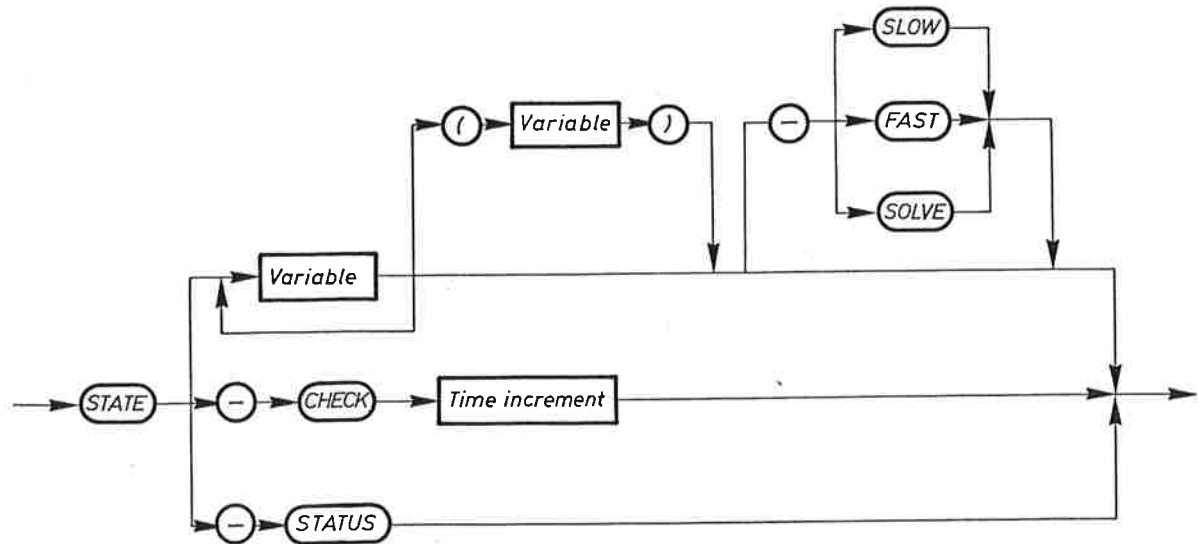 SLOW
( Variable ) - FAST
SOLVE
Variable
STATE - CHECK Time increment
- STATUS